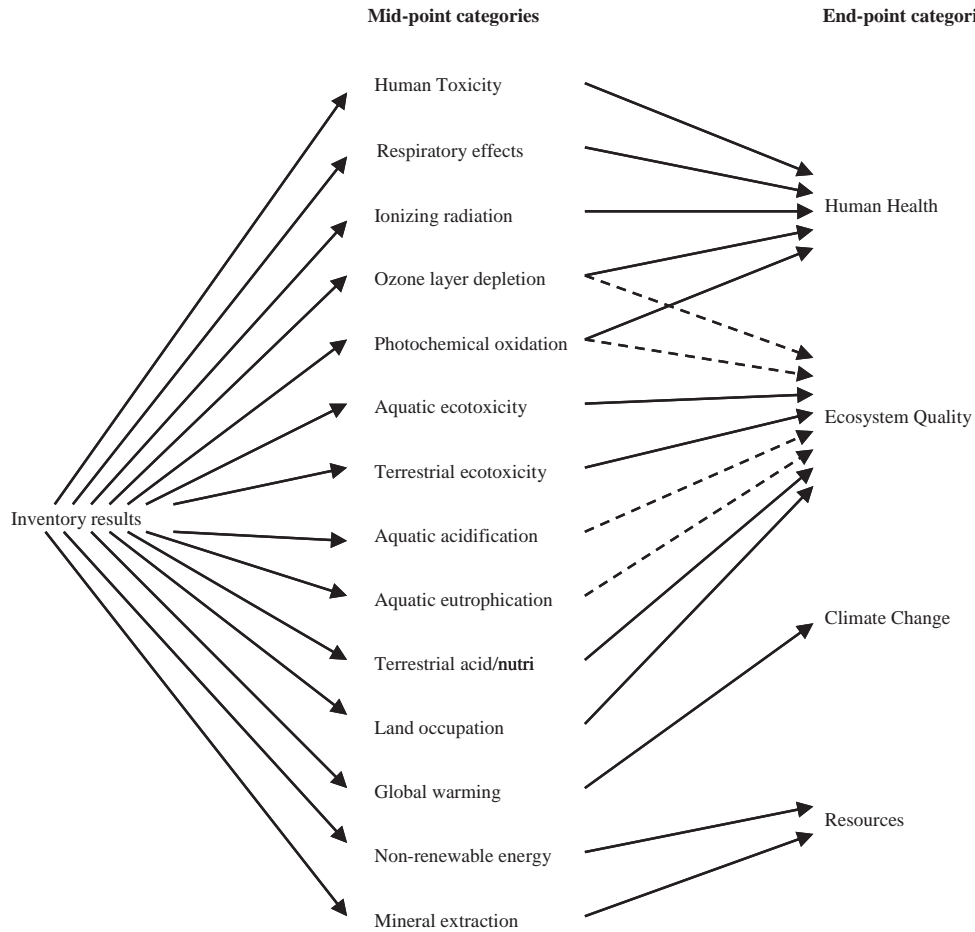 Mid-point categories
End-point categori
Human Toxicity
Respiratory effects
Human Health
Ionizing radiation
Ozone layer depletion
Photochemical oxidation
Aquatic ecotoxicity
Ecosystem Quality
Terrestrial ecotoxicity
Inventory results
Aquatic acidification
Aquatic eutrophication
Climate Change
Terrestrial acid/nutri
Land occupation
Global warming
Resources
Non-renewable energy
Mineral extraction